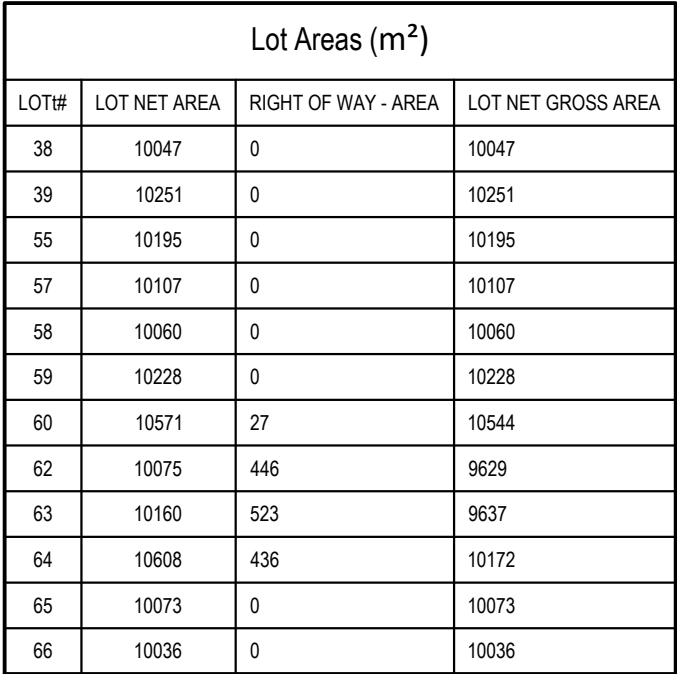 Lot Areas (m²)
LOTt# LOT NET AREA RIGHT OF WAY - AREA LOT NET GROSS AREA
38 10047 0 10047
39 10251 0 10251
55 10195 0 10195
57 10107 0 10107
58 10060 0 10060
59 10228 0 10228
60 10571 27 10544
62 10075 446 9629
63 10160 523 9637
64 10608 436 10172
65 10073 0 10073
66 10036 0 10036